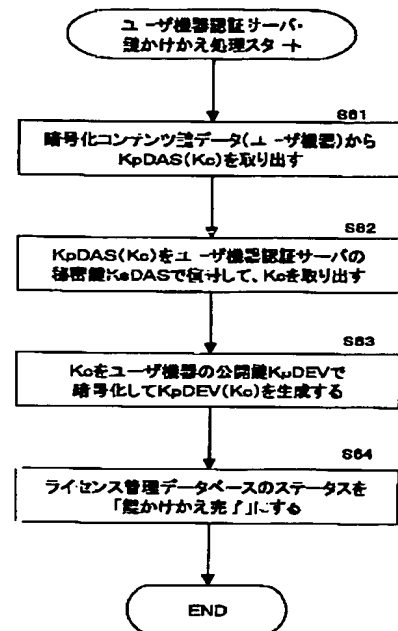 ユーザ機器認証サーバ・
鍵かけかえ処理スタート
S61
暗号化コンテンツ鍵データ(ユーザ機器)から
KpDAS(Kc)を取り出す
S62
KpDAS(Kc)をユーザ機器認証サーバの
秘密鍵KsDASで復号して、Kcを取り出す
S63
Kcをユーザ機器の公開鍵KpDEVで
暗号化してKpDEV(Kc)を生成する
S64
ライセンス管理データベースのステータスを
「鍵かけかえ完了」にする
END